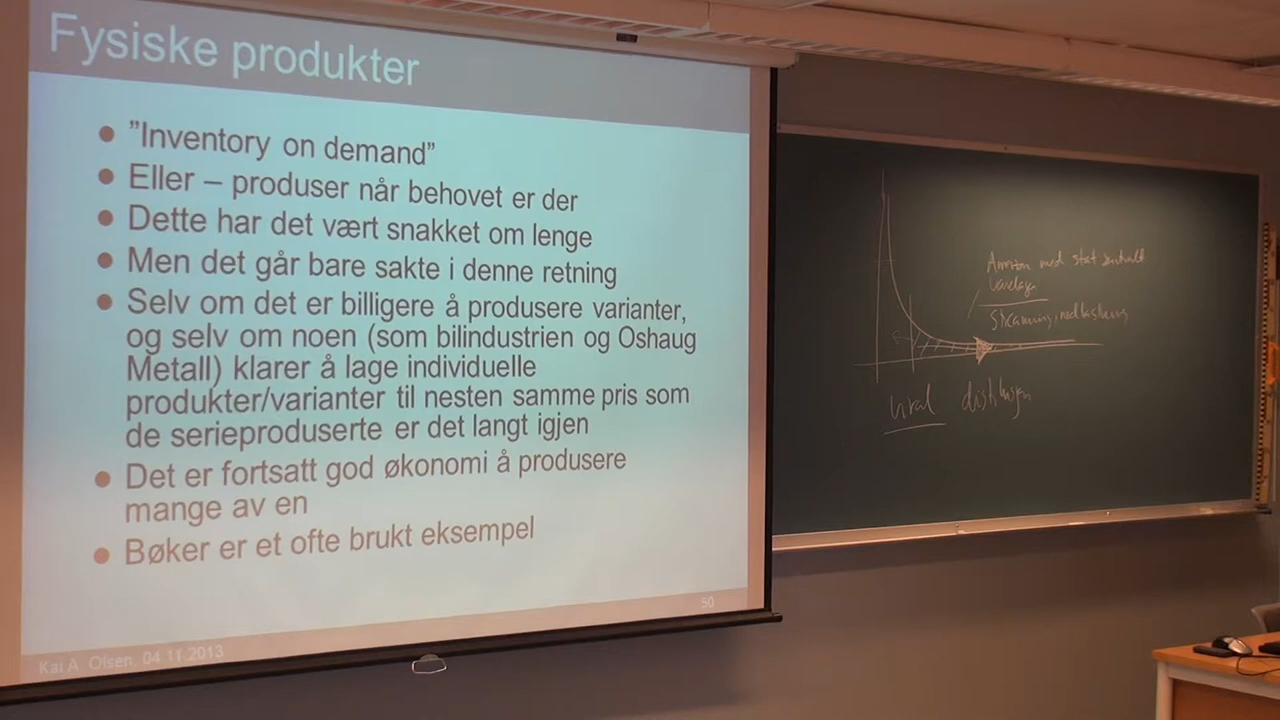 Fysiske produkter
”Inventory on demand”
Eller – produser når behovet er der
Dette har det vært snakket om lenge
Men det går bare sakte i denne retning
Selv om det er billigere å produsere varianter,
og selv om noen (som bilindustrien og Oshaug
Metall) klarer å lage individuelle
produkter/varianter til nesten samme pris som
de serieproduserte er det langt igjen
Det er fortsatt god økonomi å produsere
mange av en
Bøker er et ofte brukt eksempel
50
Kai A. Olsen, 04.11.2013
med stort
Streaming, nedlasting